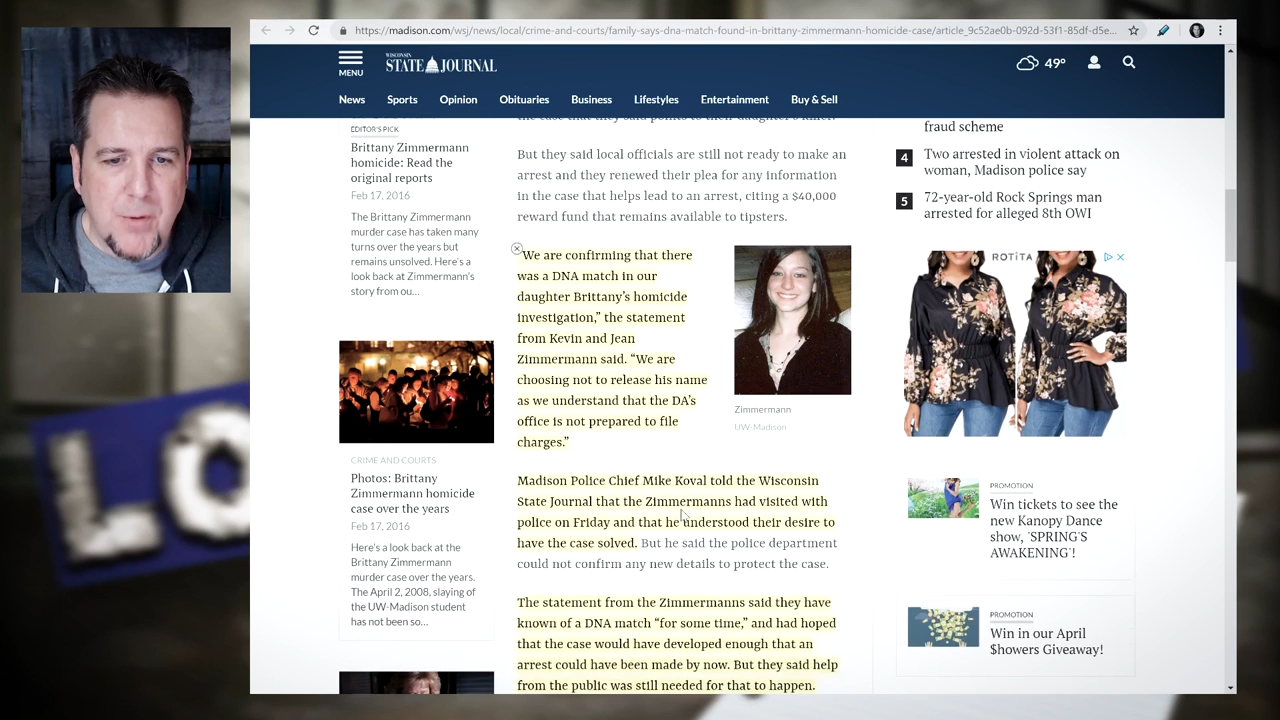 https://madison.com/wsj/news/local/crime-and-courts/family-says-dna-match-found-in-brittany-zimmermann-homicide-case/article_9c52ae0b-092d-53f1-85df-d5e...
MENU
WISCONSIN
STATE JOURNAL
49°
News
Sports
Opinion
Obituaries
Business
Lifestyles
Entertainment
Buy & Sell
EDITOR'S PICK
Brittany Zimmermann
homicide: Read the
original reports
Feb 17, 2016
The Brittany Zimmermann
murder case has taken many
turns over the years but
remains unsolved. Here's a
look back at Zimmermann's
story from ou...
CRIME AND COURTS
Photos: Brittany
Zimmermann homicide
case over the years
Feb 17, 2016
Here's a look back at the
Brittany Zimmermann
murder case over the years.
The April 2, 2008, slaying of
the UW-Madison student
has not been so...
the case that they said points to their daughter's killer.
But they said local officials are still not ready to make an
arrest and they renewed their plea for any information
in the case that helps lead to an arrest, citing a $40,000
reward fund that remains available to tipsters.
“We are confirming that there
was a DNA match in our
daughter Brittany’s homicide
investigation,” the statement
from Kevin and Jean
Zimmermann said. “We are
choosing not to release his name
as we understand that the DA’s
office is not prepared to file
charges.”
Zimmermann
UW-Madison
Madison Police Chief Mike Koval told the Wisconsin
State Journal that the Zimmermanns had visited with
police on Friday and that he understood their desire to
have the case solved. But he said the police department
could not confirm any new details to protect the case.
The statement from the Zimmermanns said they have
known of a DNA match “for some time,” and had hoped
that the case would have developed enough that an
arrest could have been made by now. But they said help
from the public was still needed for that to happen.
fraud scheme
4
Two arrested in violent attack on
woman, Madison police say
5
72-year-old Rock Springs man
arrested for alleged 8th OWI
ROTITA
PROMOTION
Win tickets to see the
new Kanopy Dance
show, 'SPRING'S
AWAKENING'!
PROMOTION
Win in our April
$howers Giveaway!
LO